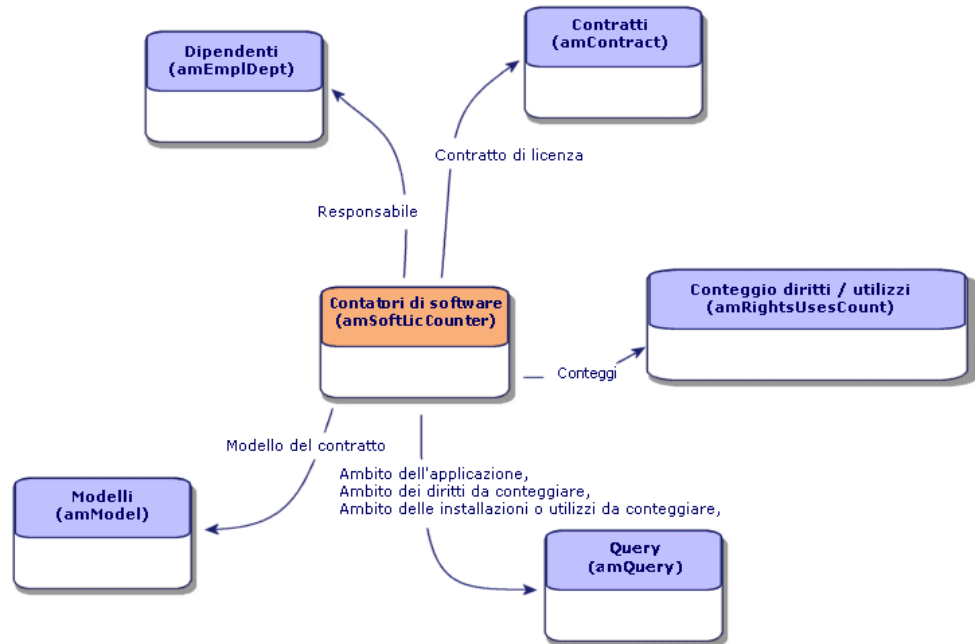 Contratti
(amContract)
Dipendenti
(amEmplDept)
Contratto di licenza
Responsabile
Conteggio diritti / utilizzi
(amRightsUsesCount)
Contatori di software
(amSoftLicCounter)
Conteggi
Modello del contratto
Ambito dell'applicazione,
Ambito dei diritti da conteggiare,
Ambito delle installazioni o utilizzi da conteggiare,
Modelli
(amModel)
Query
(amQuery)